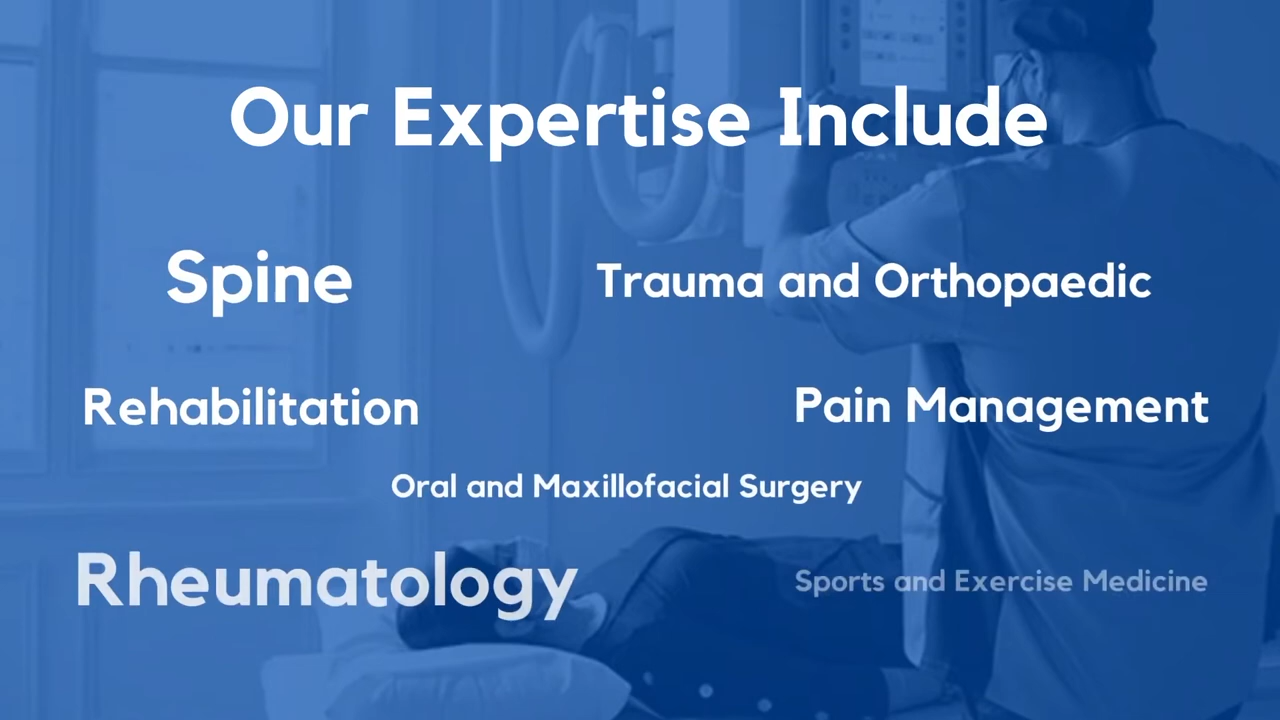 Our Expertise Include
Spine
Trauma and Orthopaedic
Rehabilitation
Pain Management
Oral and Maxillofacial Surgery
Rheumatology
Sports and Exercise Medicine